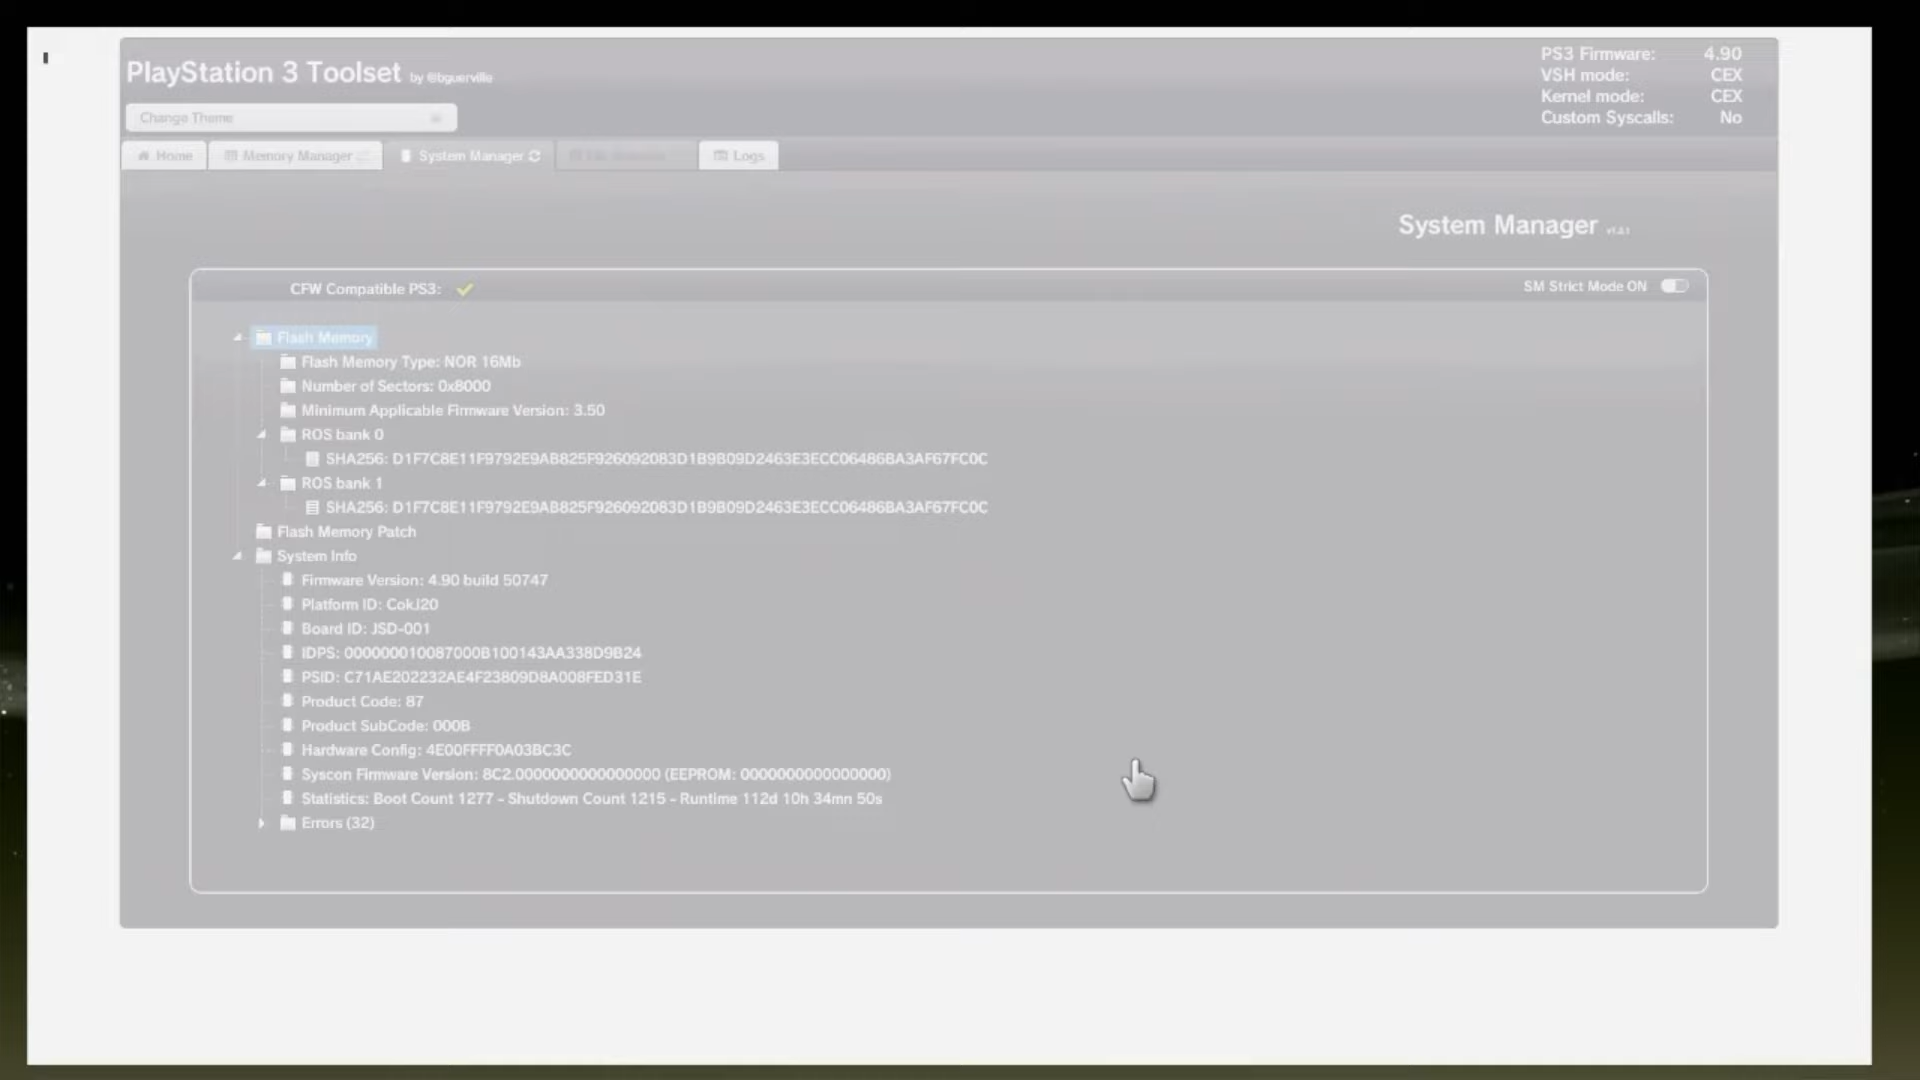 PlayStation 3 Toolset by @bguerville
PS3 Firmware: 4.90
VSH mode: CEX
Kernel mode: CEX
Custom Syscalls: No
Change Theme
Home
Memory Manager
System Manager
Logs
System Manager v1.2.1
CFW Compatible PS3:
SM Strict Mode ON
Flash Memory
Flash Memory Type: NOR 16Mb
Number of Sectors: 0x8000
Minimum Applicable Firmware Version: 3.50
ROS bank 0
SHA256: D1F7C8E11F9792E9AB825F926092083D1B9B09D2463E3ECC06486BA3AF67FC0C
ROS bank 1
SHA256: D1F7C8E11F9792E9AB825F926092083D1B9B09D2463E3ECC06486BA3AF67FC0C
Flash Memory Patch
System Info
Firmware Version: 4.90 build 50747
Platform ID: CokJ20
Board ID: JSD-001
IDPS: 000000010087000B100143AA338D9B24
PSID: C71AE202232AE4F23809D8A008FED31E
Product Code: 87
Product SubCode: 000B
Hardware Config: 4E00FFFF0A03BC3C
Syscon Firmware Version: 8C2.0000000000000000 (EEPROM: 0000000000000000)
Statistics: Boot Count 1277 - Shutdown Count 1215 - Runtime 112d 10h 34mn 50s
Errors (32)